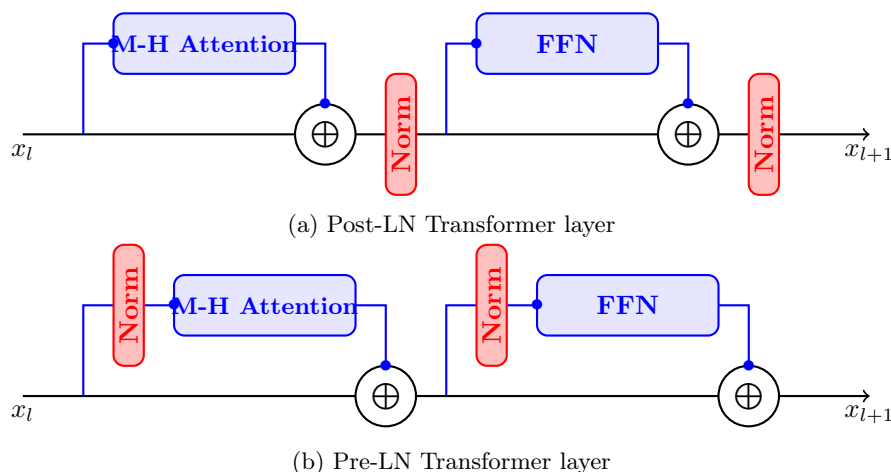 M-H Attention
FFN
Norm
Norm
x_l
x_{l+1}
(a) Post-LN Transformer layer
Norm
M-H Attention
Norm
FFN
x_l
x_{l+1}
(b) Pre-LN Transformer layer